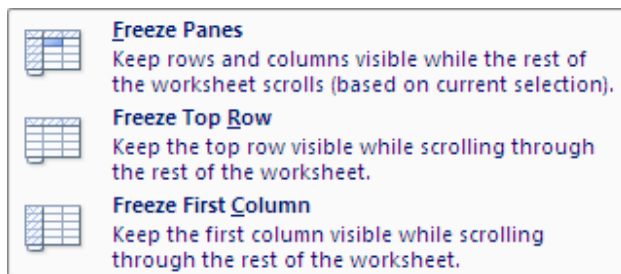 Freeze Panes
Keep rows and columns visible while the rest of
the worksheet scrolls (based on current selection).
Freeze Top Row
Keep the top row visible while scrolling through
the rest of the worksheet.
Freeze First Column
Keep the first column visible while scrolling
through the rest of the worksheet.